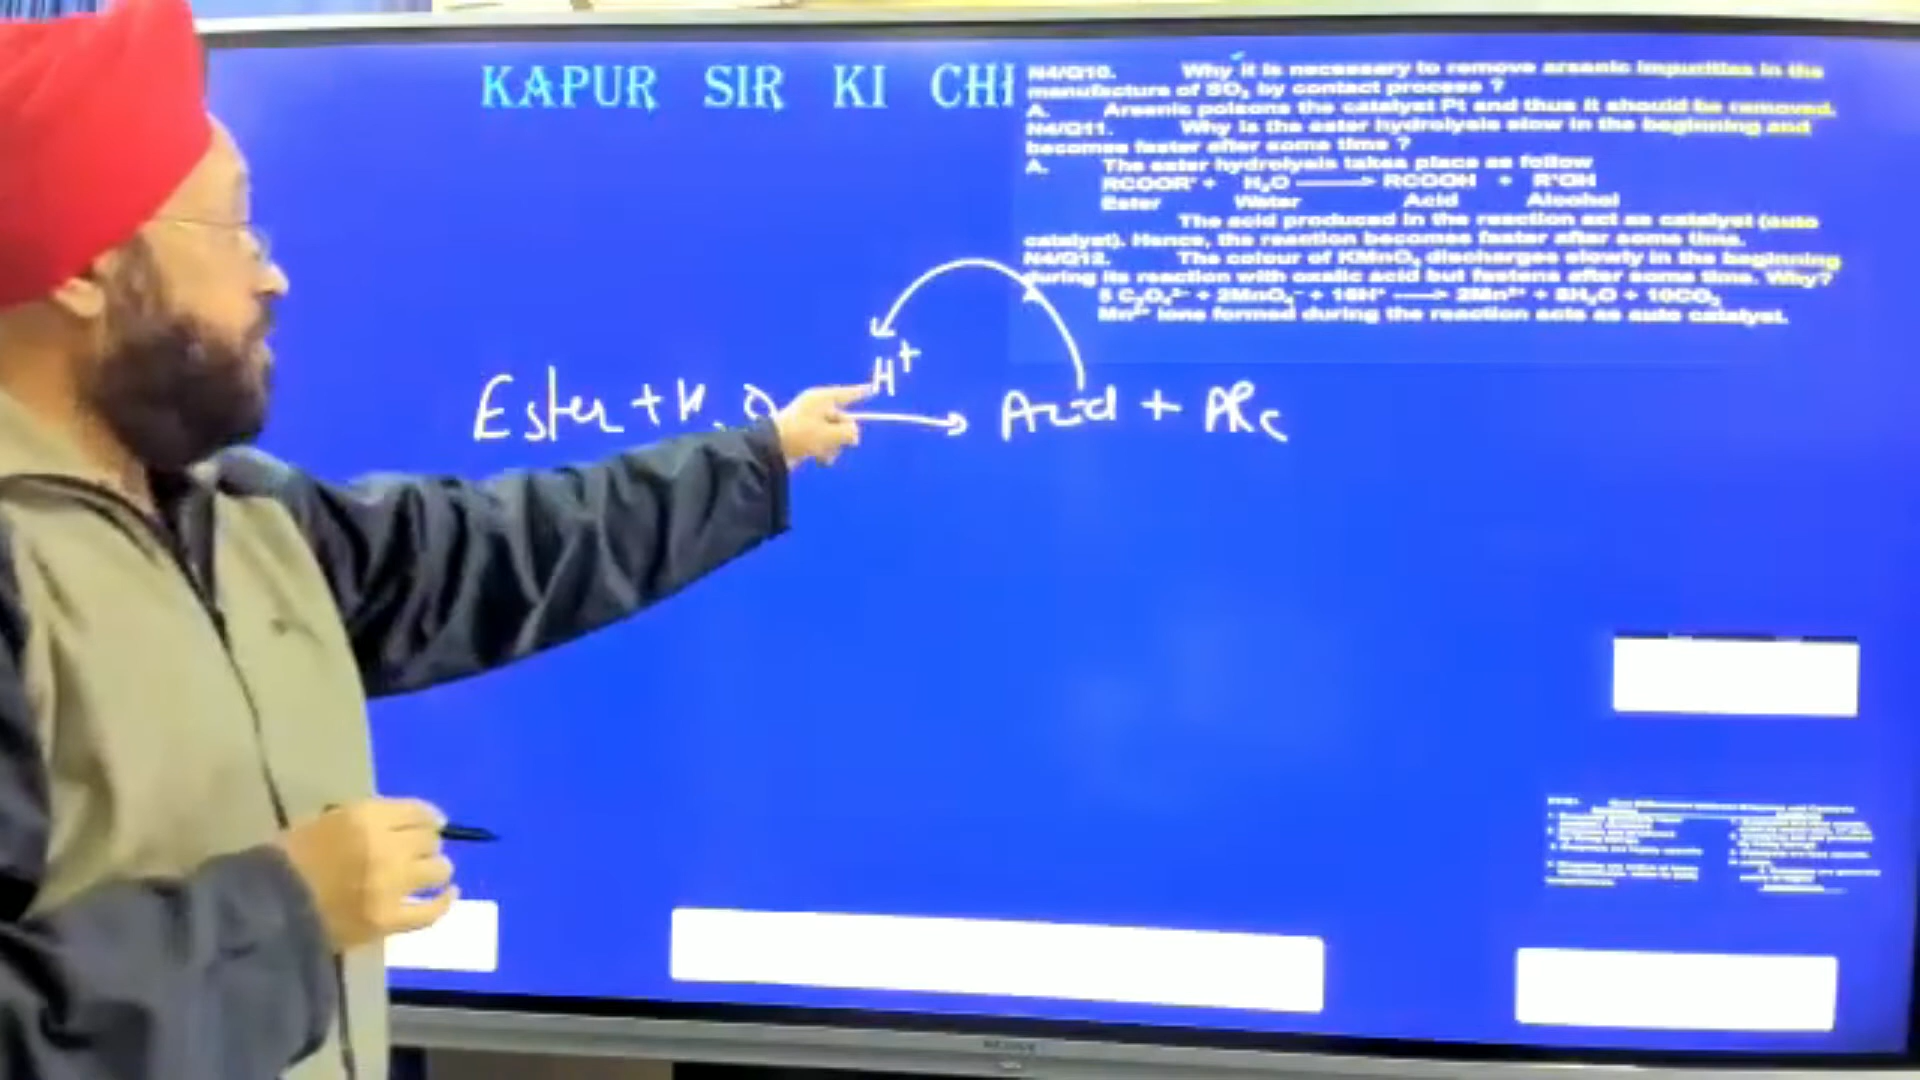 KAPUR SIR KI CHI
N4/Q10. Why it is necessary to remove arsenic impurities in the
manufacture of SO₃ by contact process ?
A. Arsenic poisons the catalyst Pt and thus it should be removed.
N4/Q11. Why is the ester hydrolysis slow in the beginning and
becomes faster after some time ?
A. The ester hydrolysis takes place as follow
RCOOR' + H₂O ⟶ RCOOH + R'OH
Ester Water Acid Alcohol
The acid produced in the reaction act as catalyst (auto
catalyst). Hence, the reaction becomes faster after some time.
N4/Q12. The colour of KMnO₄ discharges slowly in the beginning
during its reaction with oxalic acid but fastens after some time. Why?
A. 5 C₂O₄²⁻ + 2MnO₄⁻ + 16H⁺ ⟶ 2Mn²⁺ + 8H₂O + 10CO₂
Mn²⁺ ions formed during the reaction acts as auto catalyst.
H⁺
Ester + H₂O → Acid + Alc